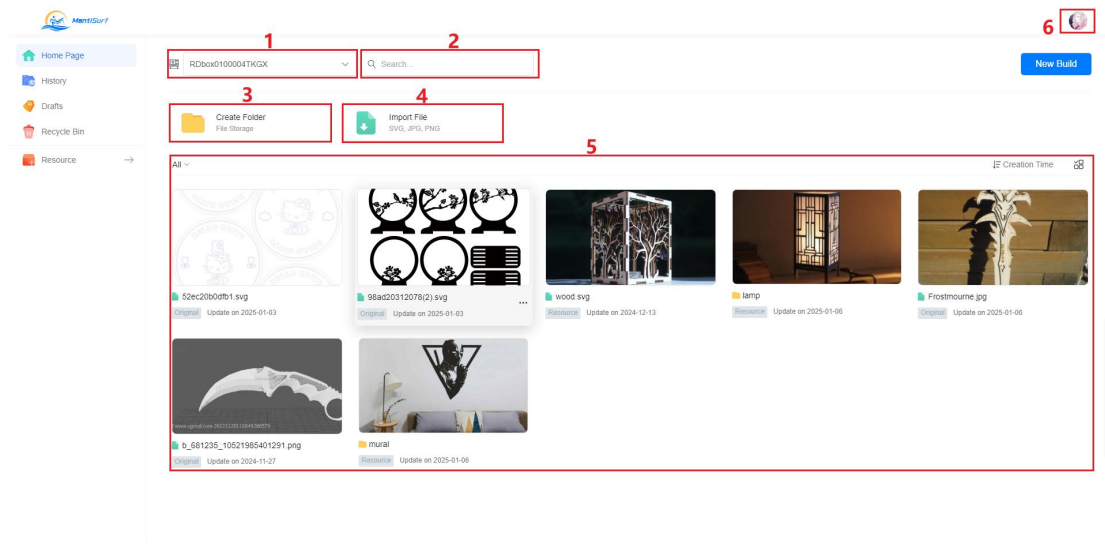 MantiSurf
6
1
2
Home Page
RDbox0100004TKGX
Search...
New Build
History
Drafts
Recycle Bin
Resource
3
4
Create Folder
File Storage
Import File
SVG, JPG, PNG
5
All
Creation Time
52ec20b0dfb1.svg
Original Update on 2025-01-03
98ad20312078(2).svg
...
Original Update on 2025-01-03
wood.svg
Resource Update on 2024-12-13
lamp
Resource Update on 2025-01-06
Frostmourne.jpg
Original Update on 2025-01-06
b_681235_10521985401291.png
Original Update on 2024-11-27
mural
Resource Update on 2025-01-06